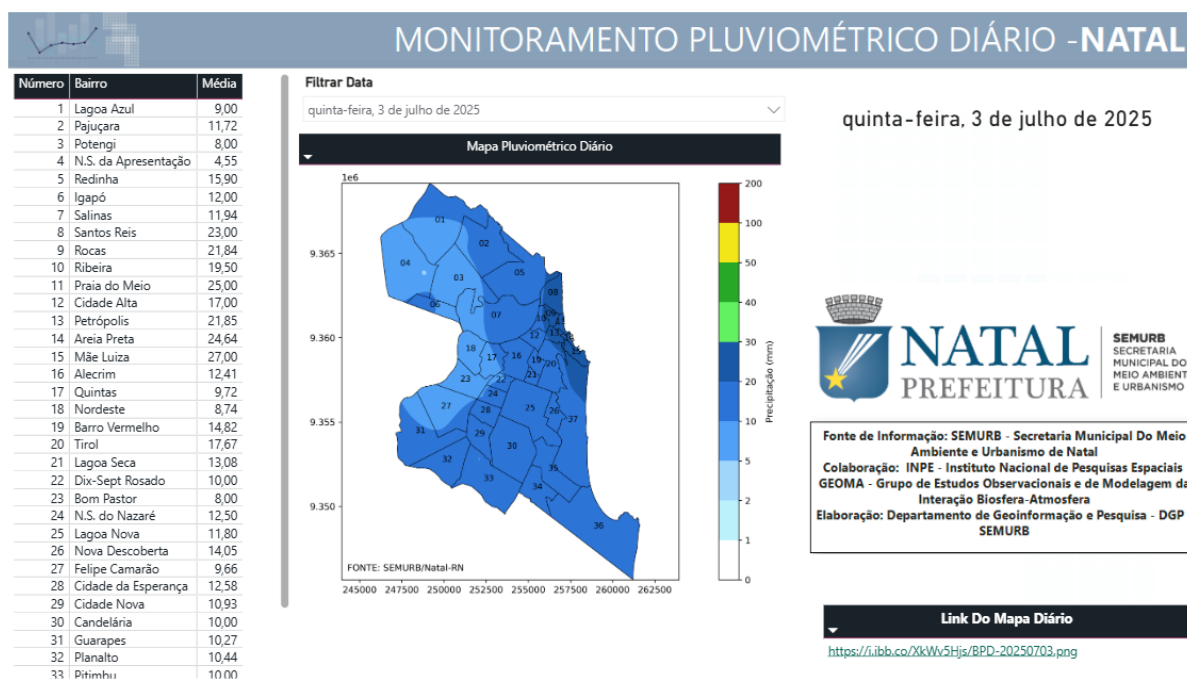 MONITORAMENTO PLUVIOMÉTRICO DIÁRIO -NATAL
Número Bairro Média
1 Lagoa Azul 9,00
2 Pajuçara 11,72
3 Potengi 8,00
4 N.S. da Apresentação 4,55
5 Redinha 15,90
6 Igapó 12,00
7 Salinas 11,94
8 Santos Reis 23,00
9 Rocas 21,84
10 Ribeira 19,50
11 Praia do Meio 25,00
12 Cidade Alta 17,00
13 Petrópolis 21,85
14 Areia Preta 24,64
15 Mãe Luiza 27,00
16 Alecrim 12,41
17 Quintas 9,72
18 Nordeste 8,74
19 Barro Vermelho 14,82
20 Tirol 17,67
21 Lagoa Seca 13,08
22 Dix-Sept Rosado 10,00
23 Bom Pastor 8,00
24 N.S. do Nazaré 12,50
25 Lagoa Nova 11,80
26 Nova Descoberta 14,05
27 Felipe Camarão 9,66
28 Cidade da Esperança 12,58
29 Cidade Nova 10,93
30 Candelária 10,00
31 Guarapes 10,27
32 Planalto 10,44
33 Pitimbu 10,00
Filtrar Data
quinta-feira, 3 de julho de 2025
Mapa Pluviométrico Diário
1e6
9.365
9.360
9.355
9.350
01
02
04
03
05
06
08
07
10 09
13
12
18
17 16 19 20
21
23 22
24
27 28 25 26
37
31 29 30
32 35
33 34
36
FONTE: SEMURB/Natal-RN
245000 247500 250000 252500 255000 257500 260000 262500
200
100
50
40
30
20
10
5
2
1
0
Precipitação (mm)
quinta-feira, 3 de julho de 2025
NATAL
PREFEITURA
SEMURB
SECRETARIA
MUNICIPAL DO
MEIO AMBIENT
E URBANISMO
Fonte de Informação: SEMURB - Secretaria Municipal Do Meio
Ambiente e Urbanismo de Natal
Colaboração: INPE - Instituto Nacional de Pesquisas Espaciais
GEOMA - Grupo de Estudos Observacionais e de Modelagem da
Interação Biosfera-Atmosfera
Elaboração: Departamento de Geoinformação e Pesquisa - DGP
SEMURB
Link Do Mapa Diário
https://i.ibb.co/XkWv5Hjs/BPD-20250703.png